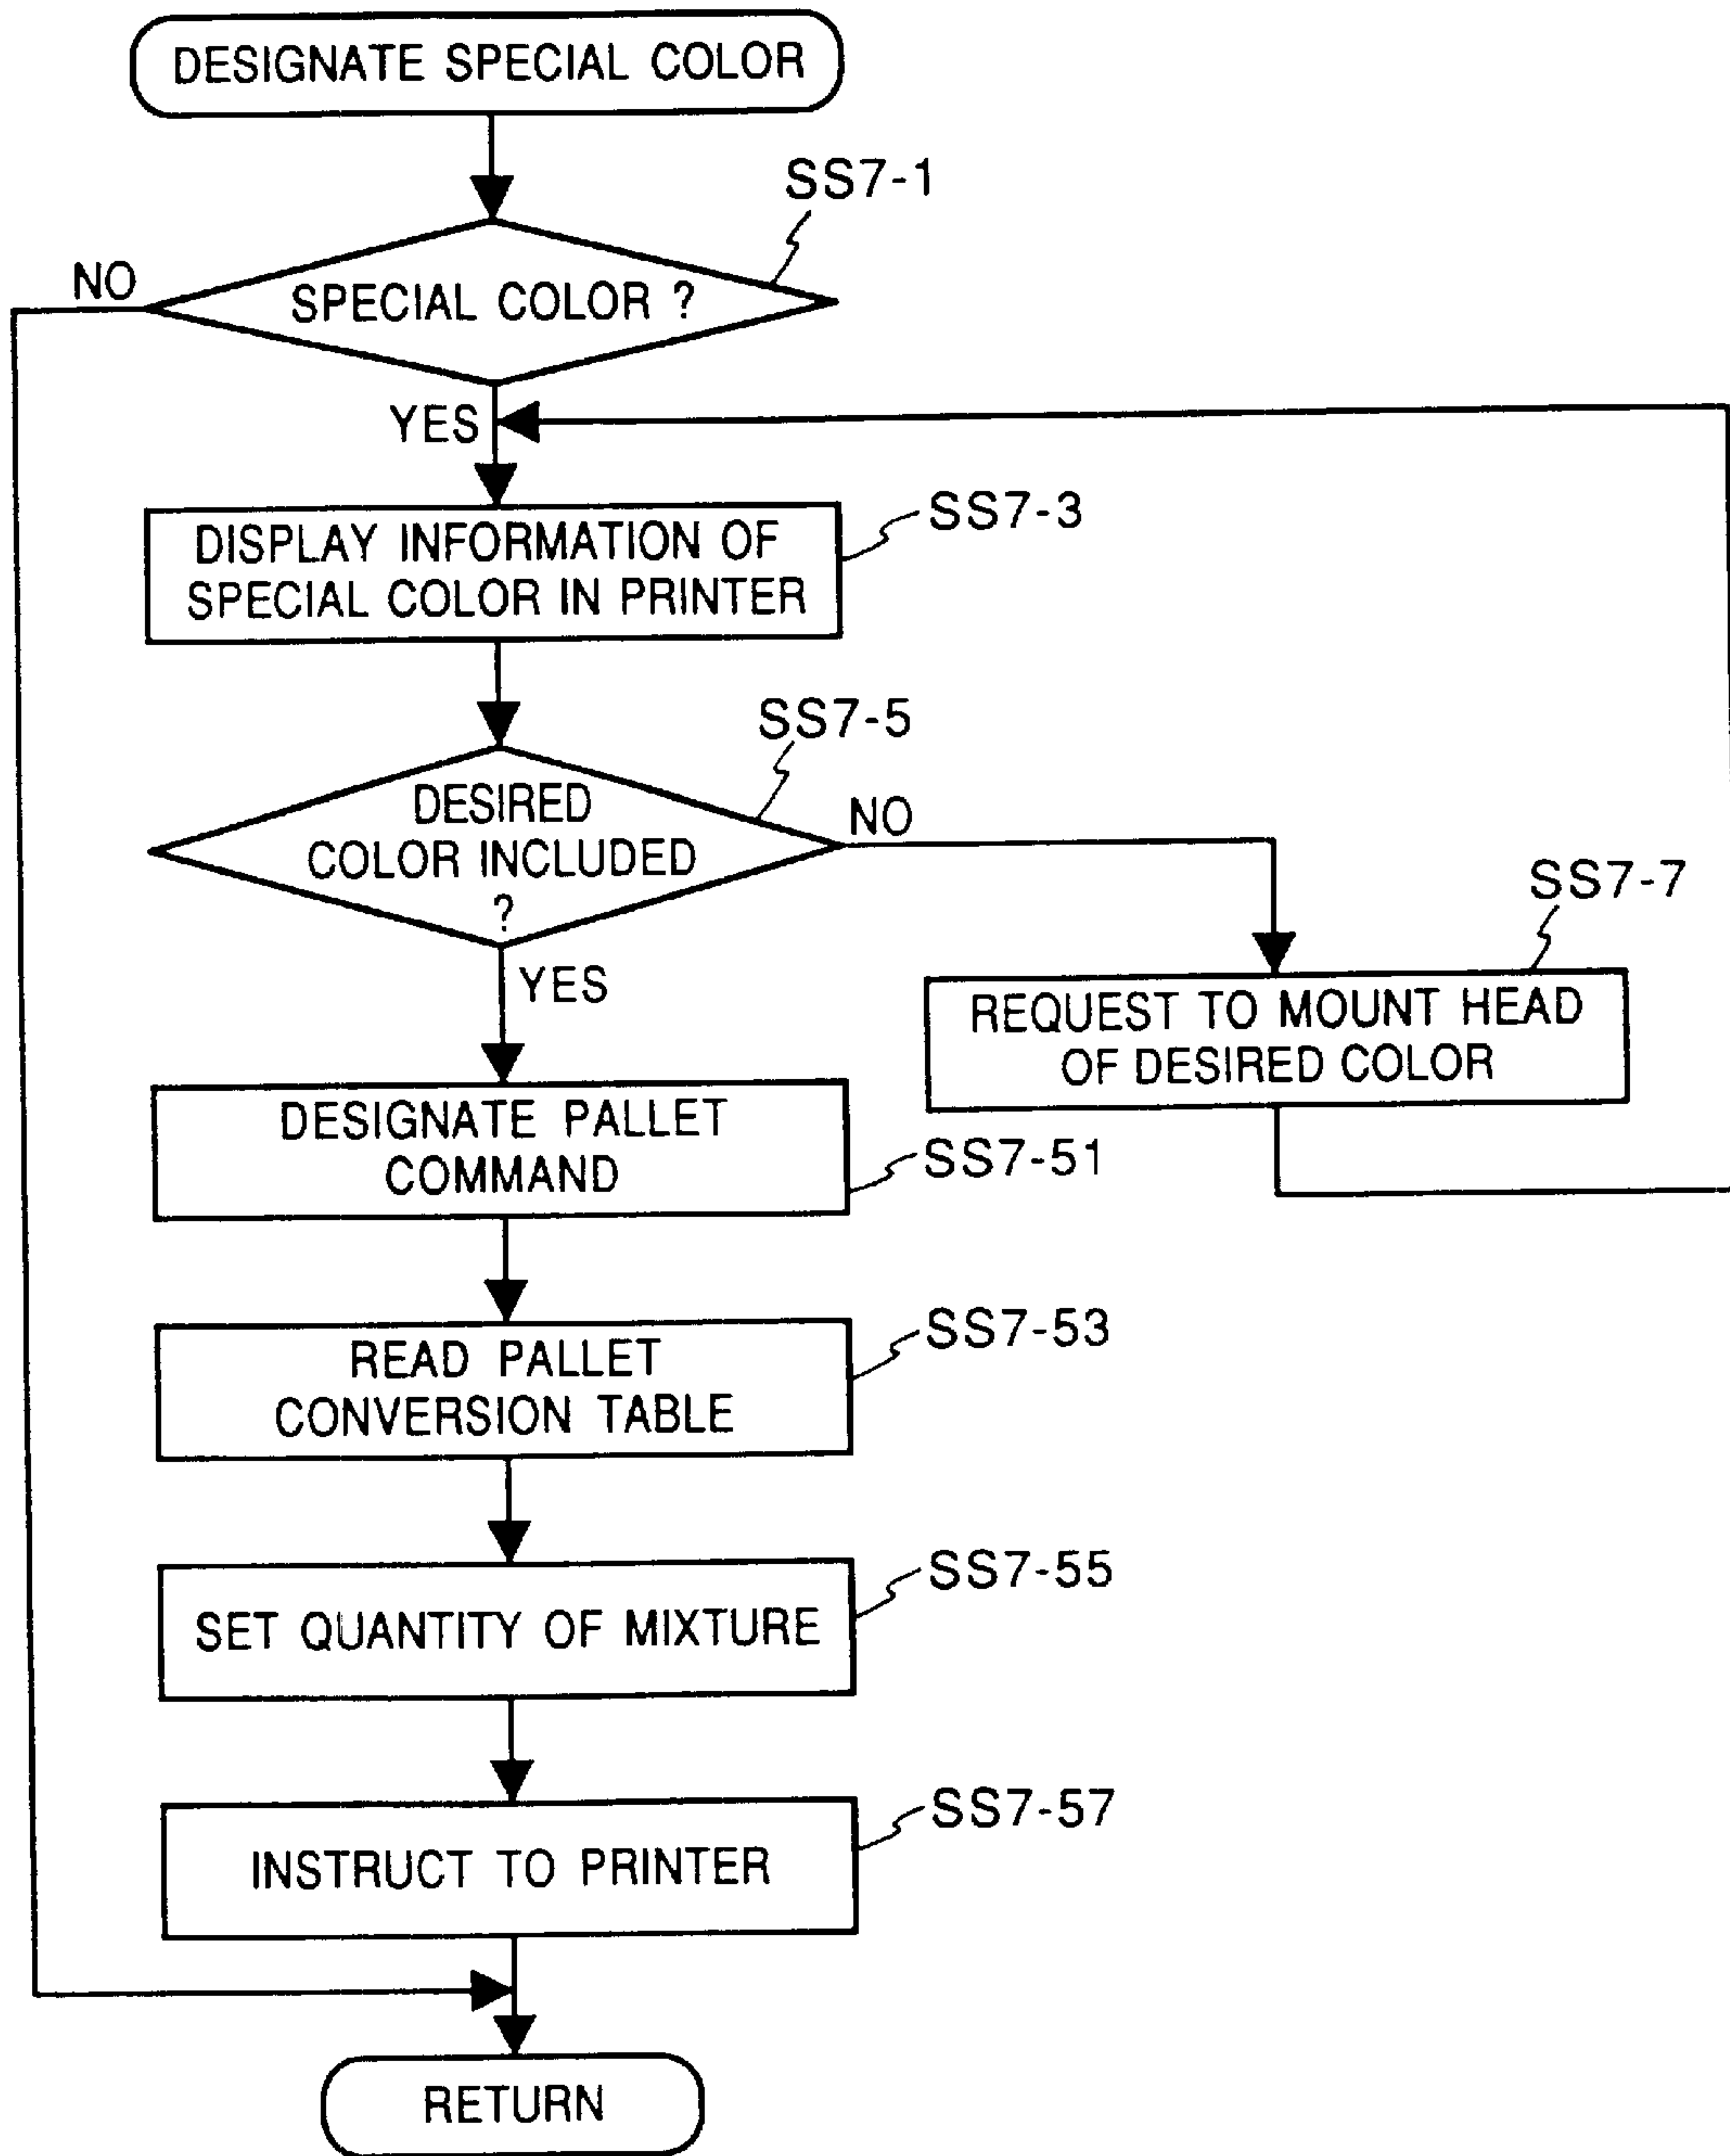 DESIGNATE SPECIAL COLOR
SS7-1
NO
SPECIAL COLOR ?
YES
SS7-3
DISPLAY INFORMATION OF
SPECIAL COLOR IN PRINTER
SS7-5
DESIRED
COLOR INCLUDED
?
NO
SS7-7
YES
REQUEST TO MOUNT HEAD
OF DESIRED COLOR
DESIGNATE PALLET
COMMAND
SS7-51
SS7-53
READ PALLET
CONVERSION TABLE
SS7-55
SET QUANTITY OF MIXTURE
SS7-57
INSTRUCT TO PRINTER
RETURN